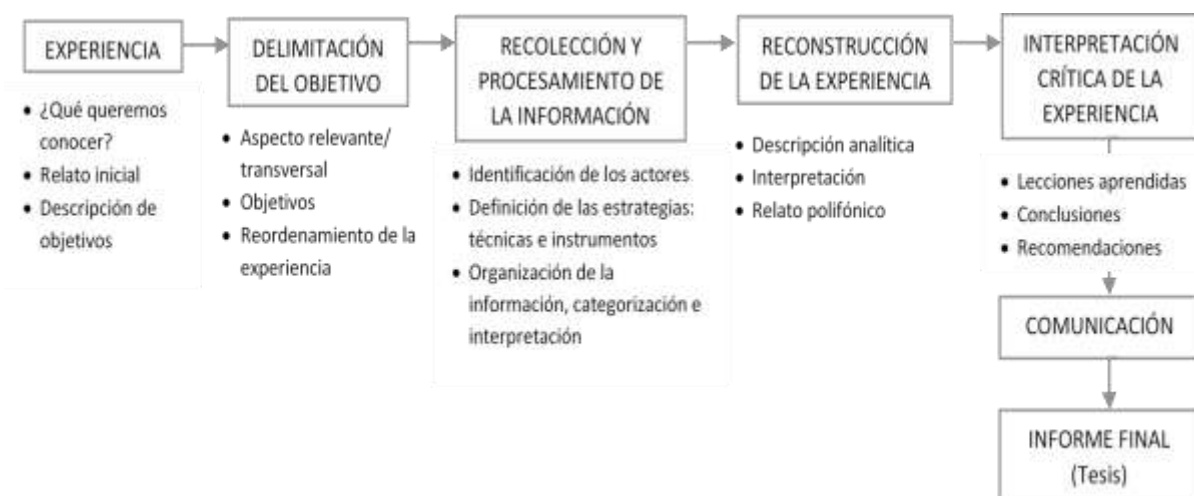 EXPERIENCIA
• ¿Qué queremos
conocer?
• Relato inicial
• Descripción de
objetivos
DELIMITACIÓN
DEL OBJETIVO
• Aspecto relevante/
transversal
• Objetivos
• Reordenamiento de la
experiencia
RECOLECCIÓN Y
PROCESAMIENTO DE
LA INFORMACIÓN
• Identificación de los actores
• Definición de las estrategias:
técnicas e instrumentos
• Organización de la
información, categorización e
interpretación
RECONSTRUCCIÓN
DE LA EXPERIENCIA
• Descripción analítica
• Interpretación
• Relato polifónico
INTERPRETACIÓN
CRÍTICA DE LA
EXPERIENCIA
• Lecciones aprendidas
• Conclusiones
• Recomendaciones
COMUNICACIÓN
INFORME FINAL
(Tesis)